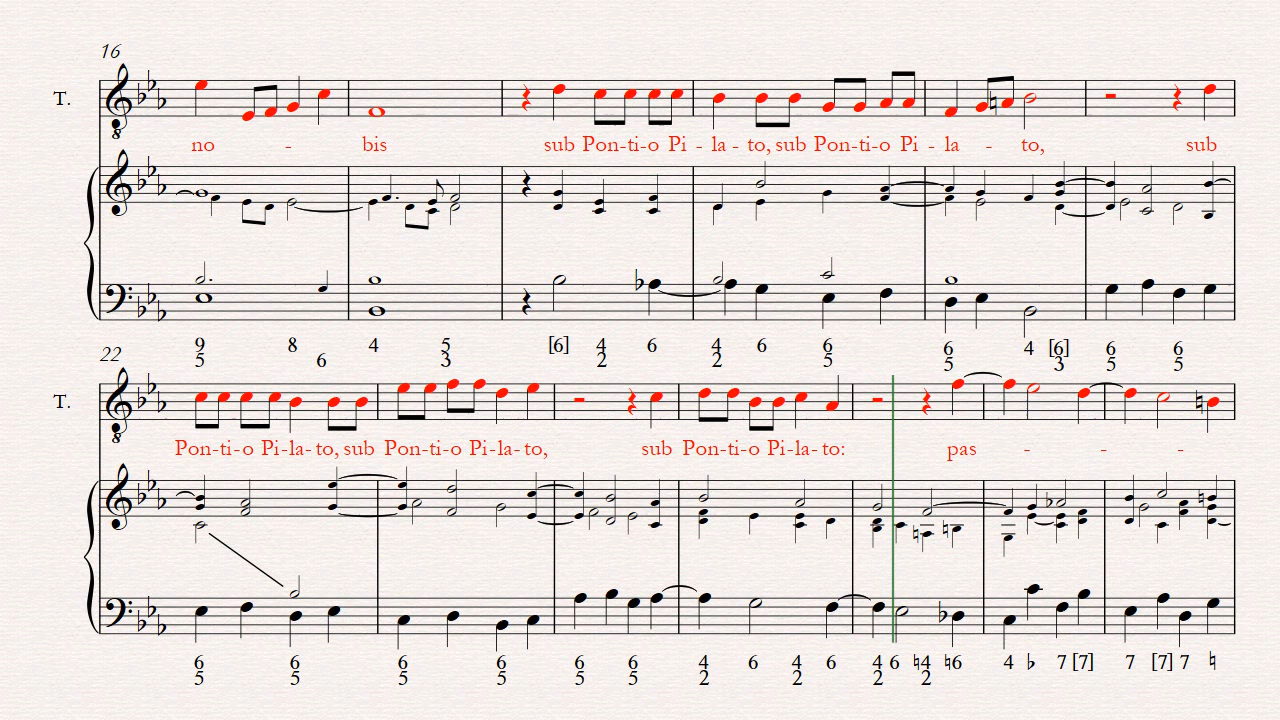 16
T.
no - bis sub Pon-ti-o Pi - la - to, sub Pon-ti-o Pi - la - to, sub
9 8 4 5 [6] 4 6 4 6 6 6 4 [6] 6 6
5 6 3 2 2 5 5 3 5 5
22
T.
Pon-ti-o Pi-la-to, sub Pon-ti-o Pi-la-to, sub Pon-ti-o Pi-la-to: pas - - -
6 6 6 6 6 6 4 6 4 6 4 6 ♮4 ♮6 4 ♭ 7 [7] 7 [7] 7 ♮
5 5 5 5 5 5 2 2 2 2